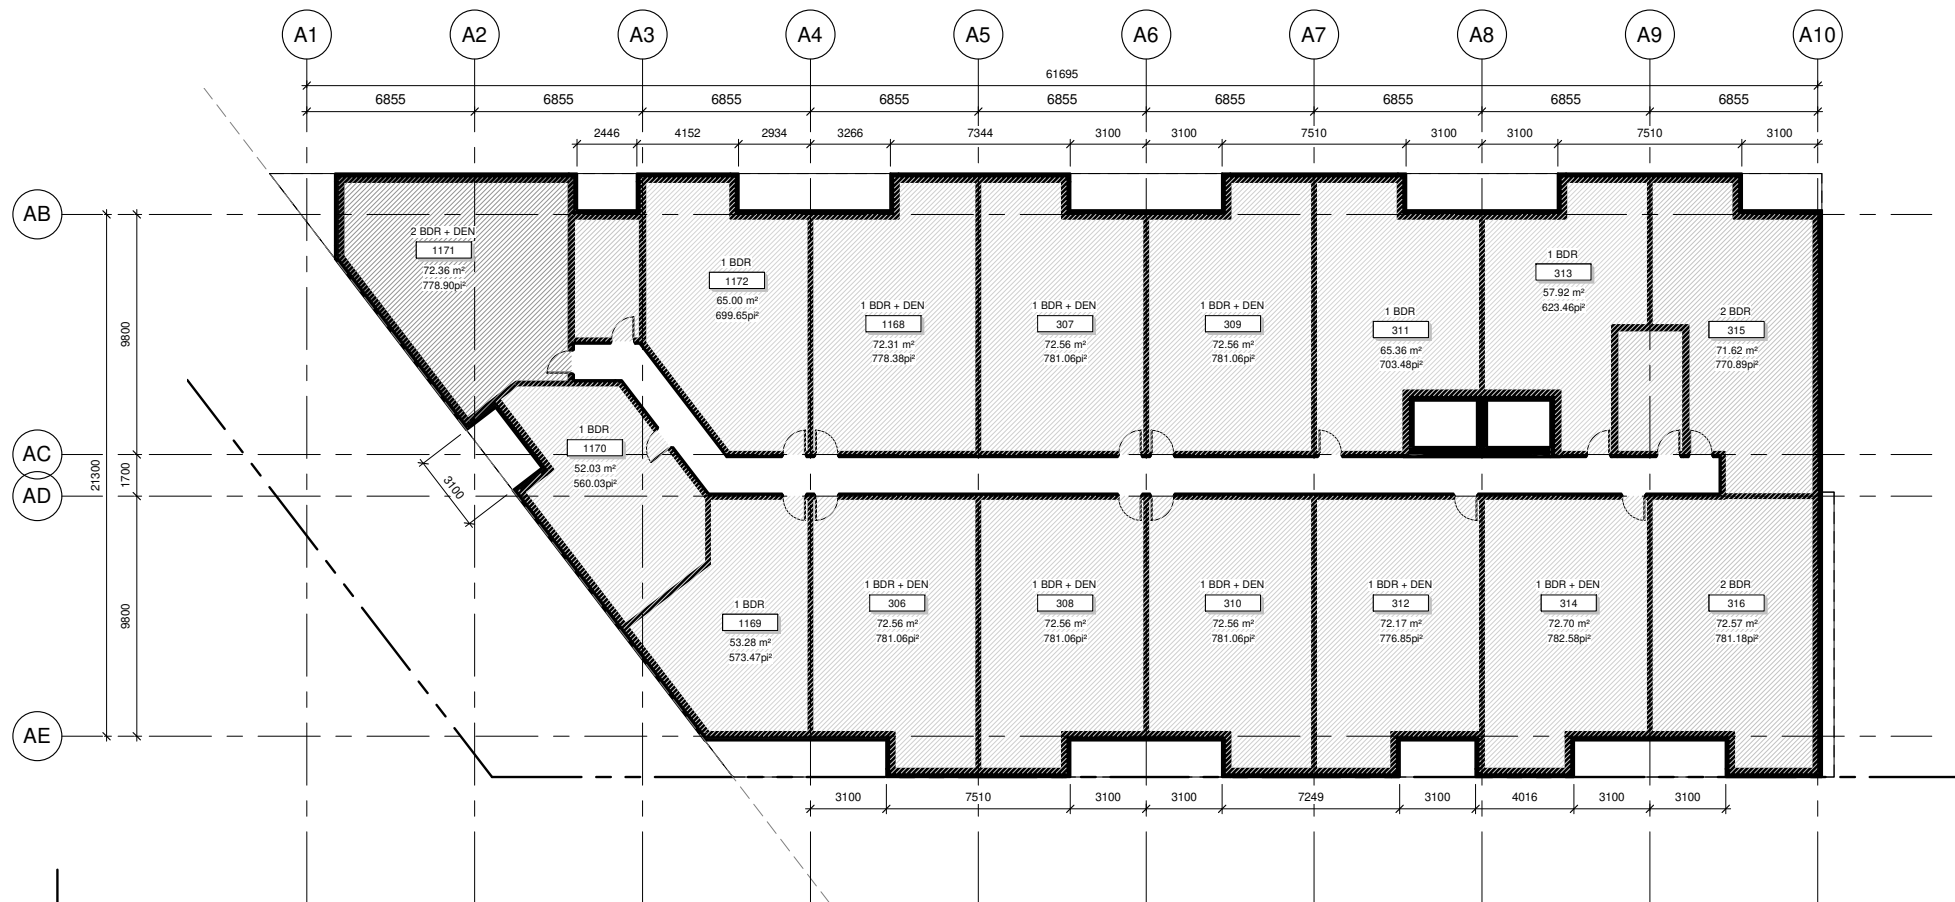 A1 A2 A3 A4 A5 A6 A7 A8 A9 A10
61695
6855 6855 6855 6855 6855 6855 6855 6855 6855
2446 4152 2934 3266 7344 3100 3100 7510 3100 3100 7510 3100
AB
AC
AD
AE
21300
9800
1700
9800
3100
2 BDR + DEN
1171
72.36 m²
778.90pi²
1 BDR
1172
65.00 m²
699.65pi²
1 BDR + DEN
1168
72.31 m²
778.38pi²
1 BDR + DEN
307
72.56 m²
781.06pi²
1 BDR + DEN
309
72.56 m²
781.06pi²
1 BDR
311
65.36 m²
703.48pi²
1 BDR
313
57.92 m²
623.46pi²
2 BDR
315
71.62 m²
770.89pi²
1 BDR
1170
52.03 m²
560.03pi²
1 BDR
1169
53.28 m²
573.47pi²
1 BDR + DEN
306
72.56 m²
781.06pi²
1 BDR + DEN
308
72.56 m²
781.06pi²
1 BDR + DEN
310
72.56 m²
781.06pi²
1 BDR + DEN
312
72.17 m²
776.85pi²
1 BDR + DEN
314
72.70 m²
782.58pi²
2 BDR
316
72.57 m²
781.18pi²
3100 7510 3100 3100 7249 3100 4016 3100 3100